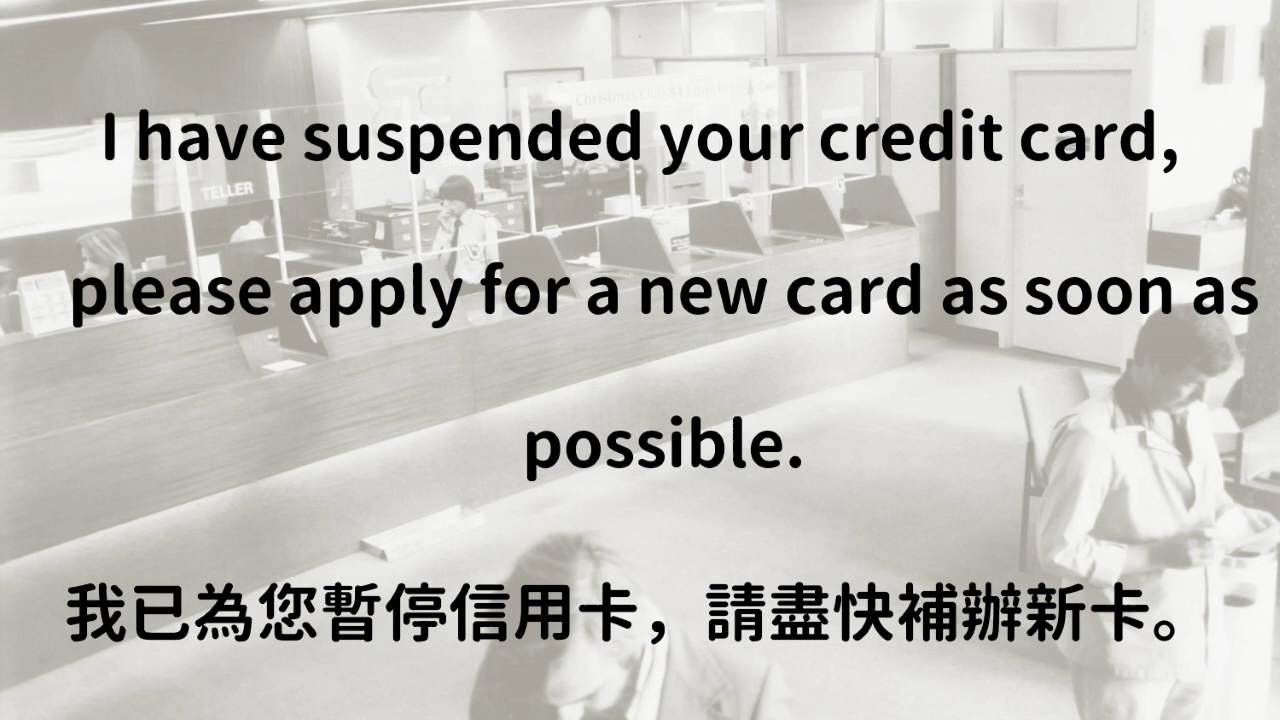 TELLER
I have suspended your credit card,
please apply for a new card as soon as
possible.
我已為您暫停信用卡，請盡快補辦新卡。